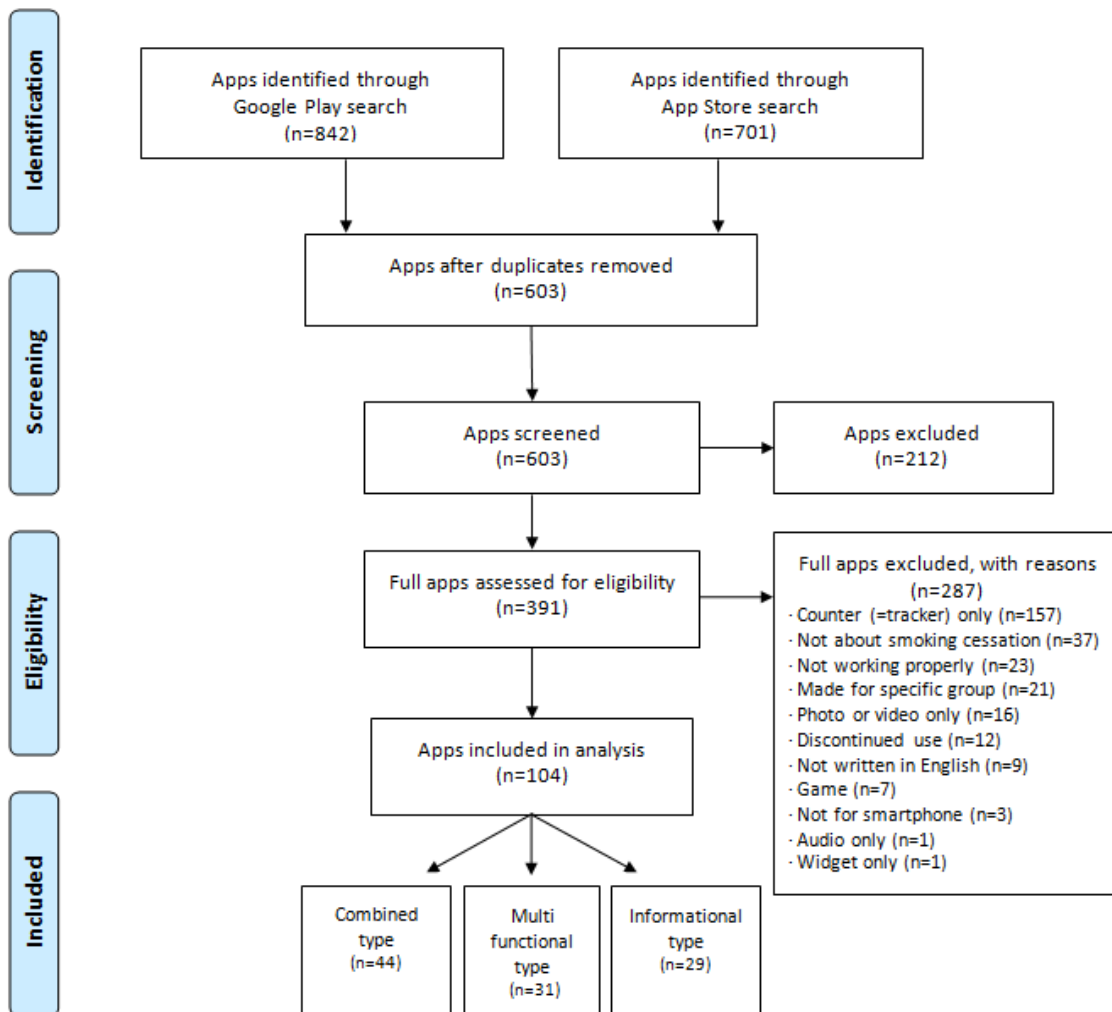 Identification
Apps identified through
Google Play search
(n=842)
Apps identified through
App Store search
(n=701)
Screening
Apps after duplicates removed
(n=603)
Apps screened
(n=603)
Apps excluded
(n=212)
Eligibility
Full apps assessed for eligibility
(n=391)
Full apps excluded, with reasons
(n=287)
· Counter (=tracker) only (n=157)
· Not about smoking cessation (n=37)
· Not working properly (n=23)
· Made for specific group (n=21)
· Photo or video only (n=16)
· Discontinued use (n=12)
· Not written in English (n=9)
· Game (n=7)
· Not for smartphone (n=3)
· Audio only (n=1)
· Widget only (n=1)
Apps included in analysis
(n=104)
Included
Combined
type
(n=44)
Multi
functional
type
(n=31)
Informational
type
(n=29)